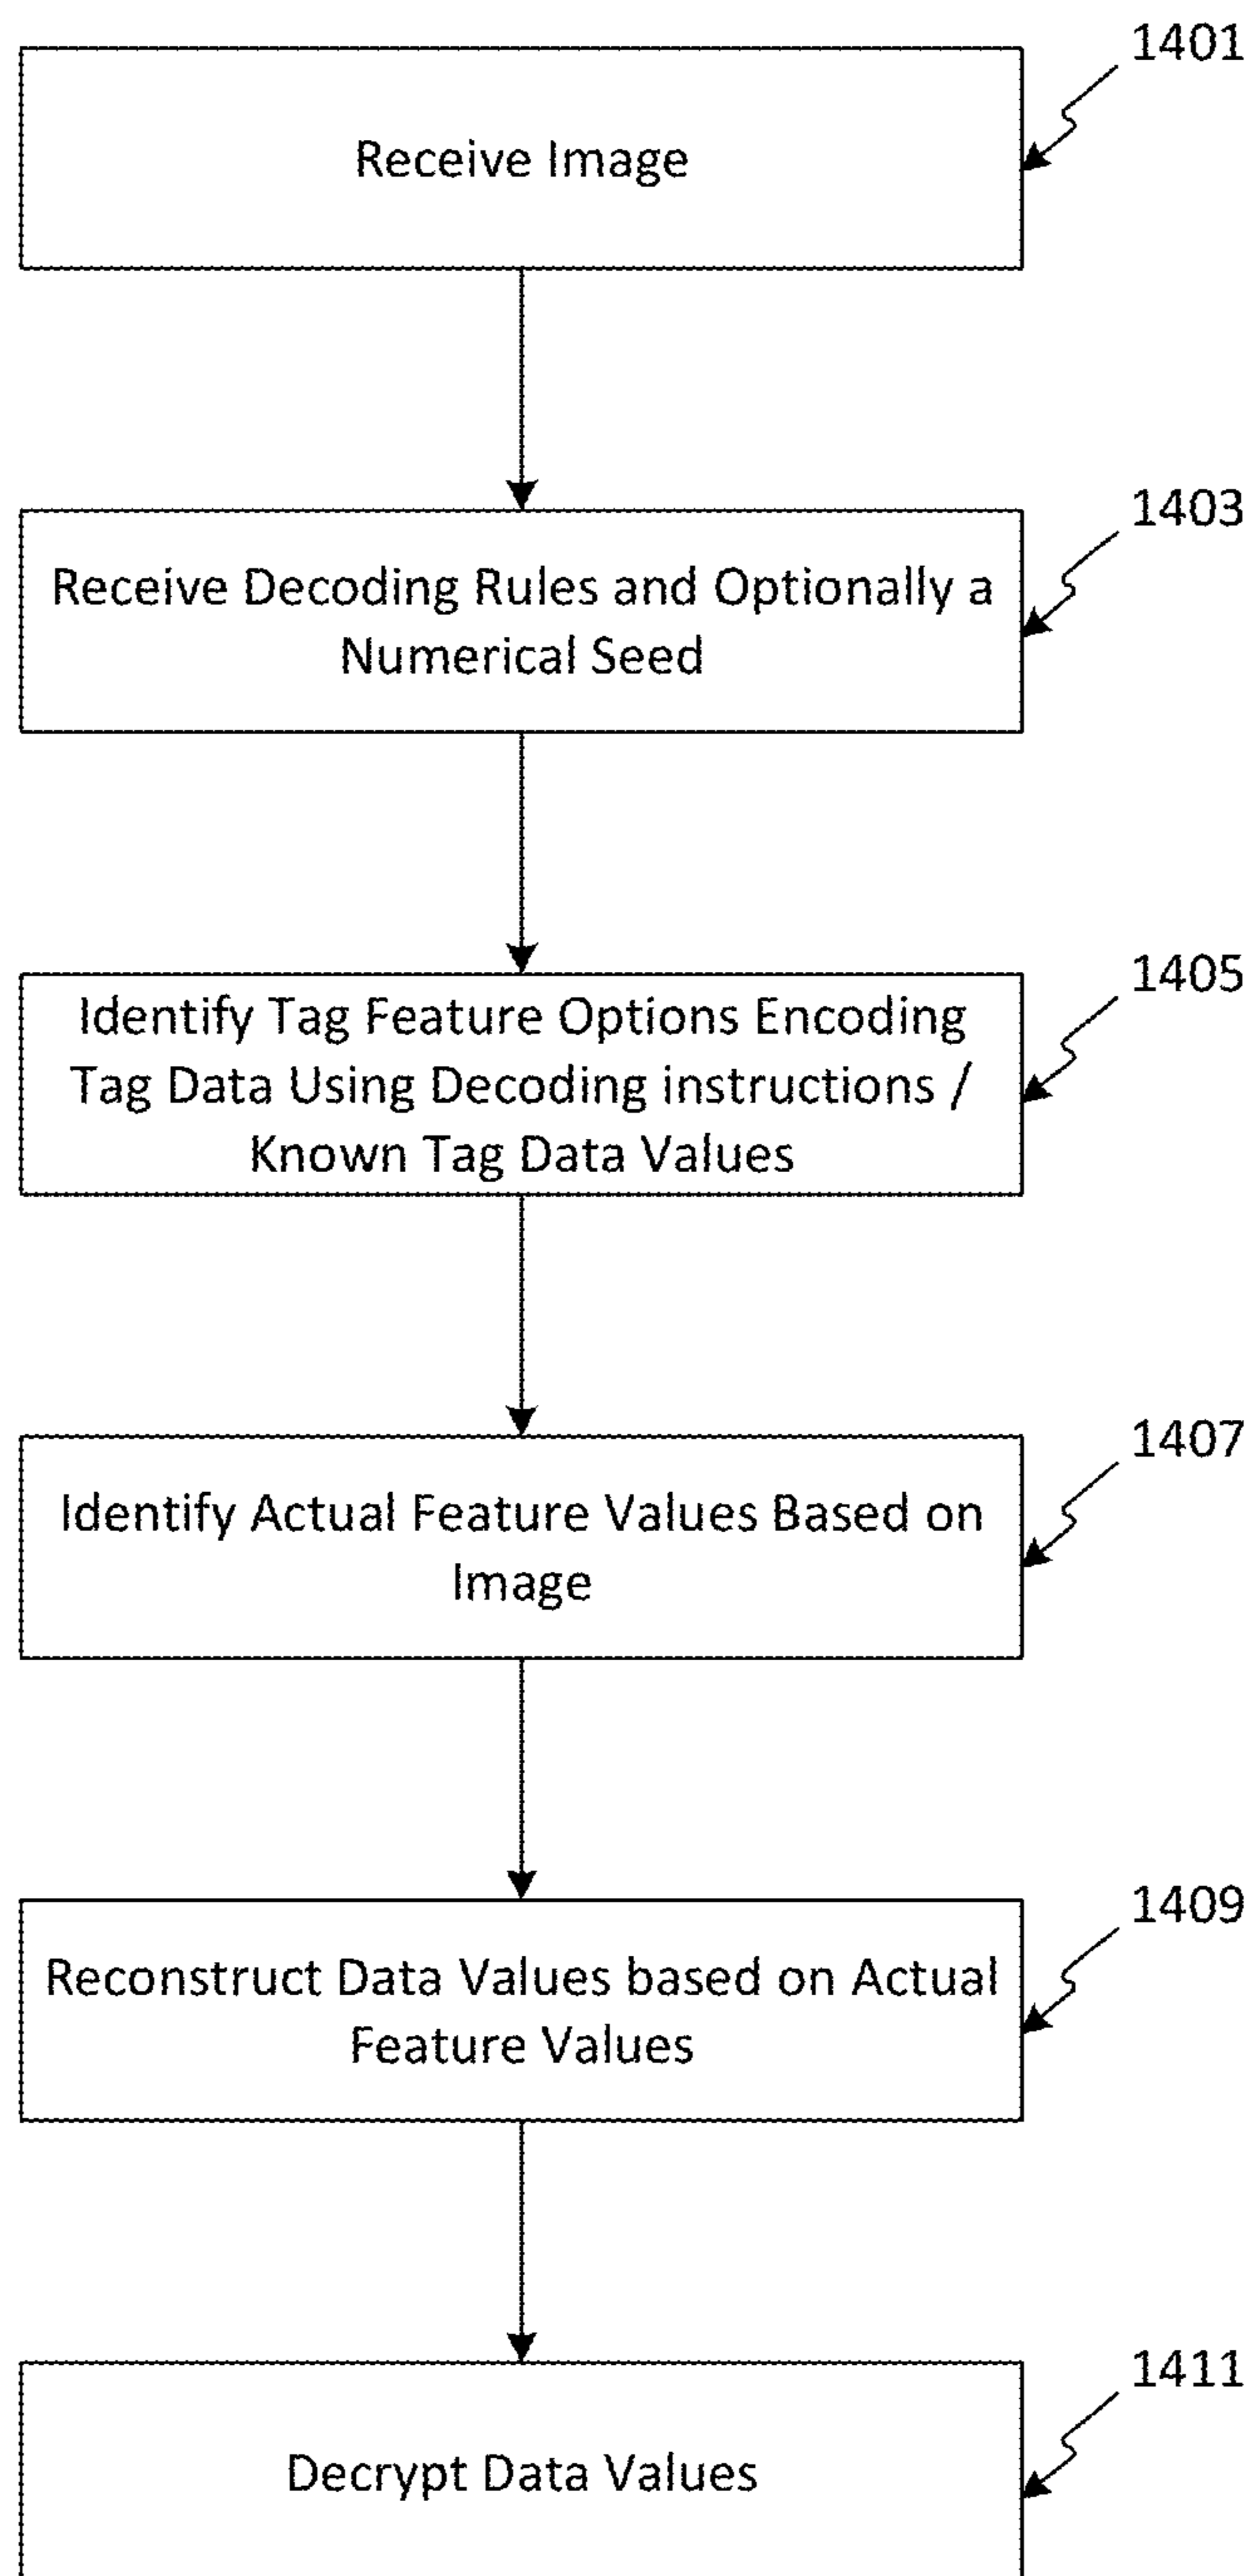 1401
Receive Image
1403
Receive Decoding Rules and Optionally a
Numerical Seed
1405
Identify Tag Feature Options Encoding
Tag Data Using Decoding instructions /
Known Tag Data Values
1407
Identify Actual Feature Values Based on
Image
1409
Reconstruct Data Values based on Actual
Feature Values
1411
Decrypt Data Values